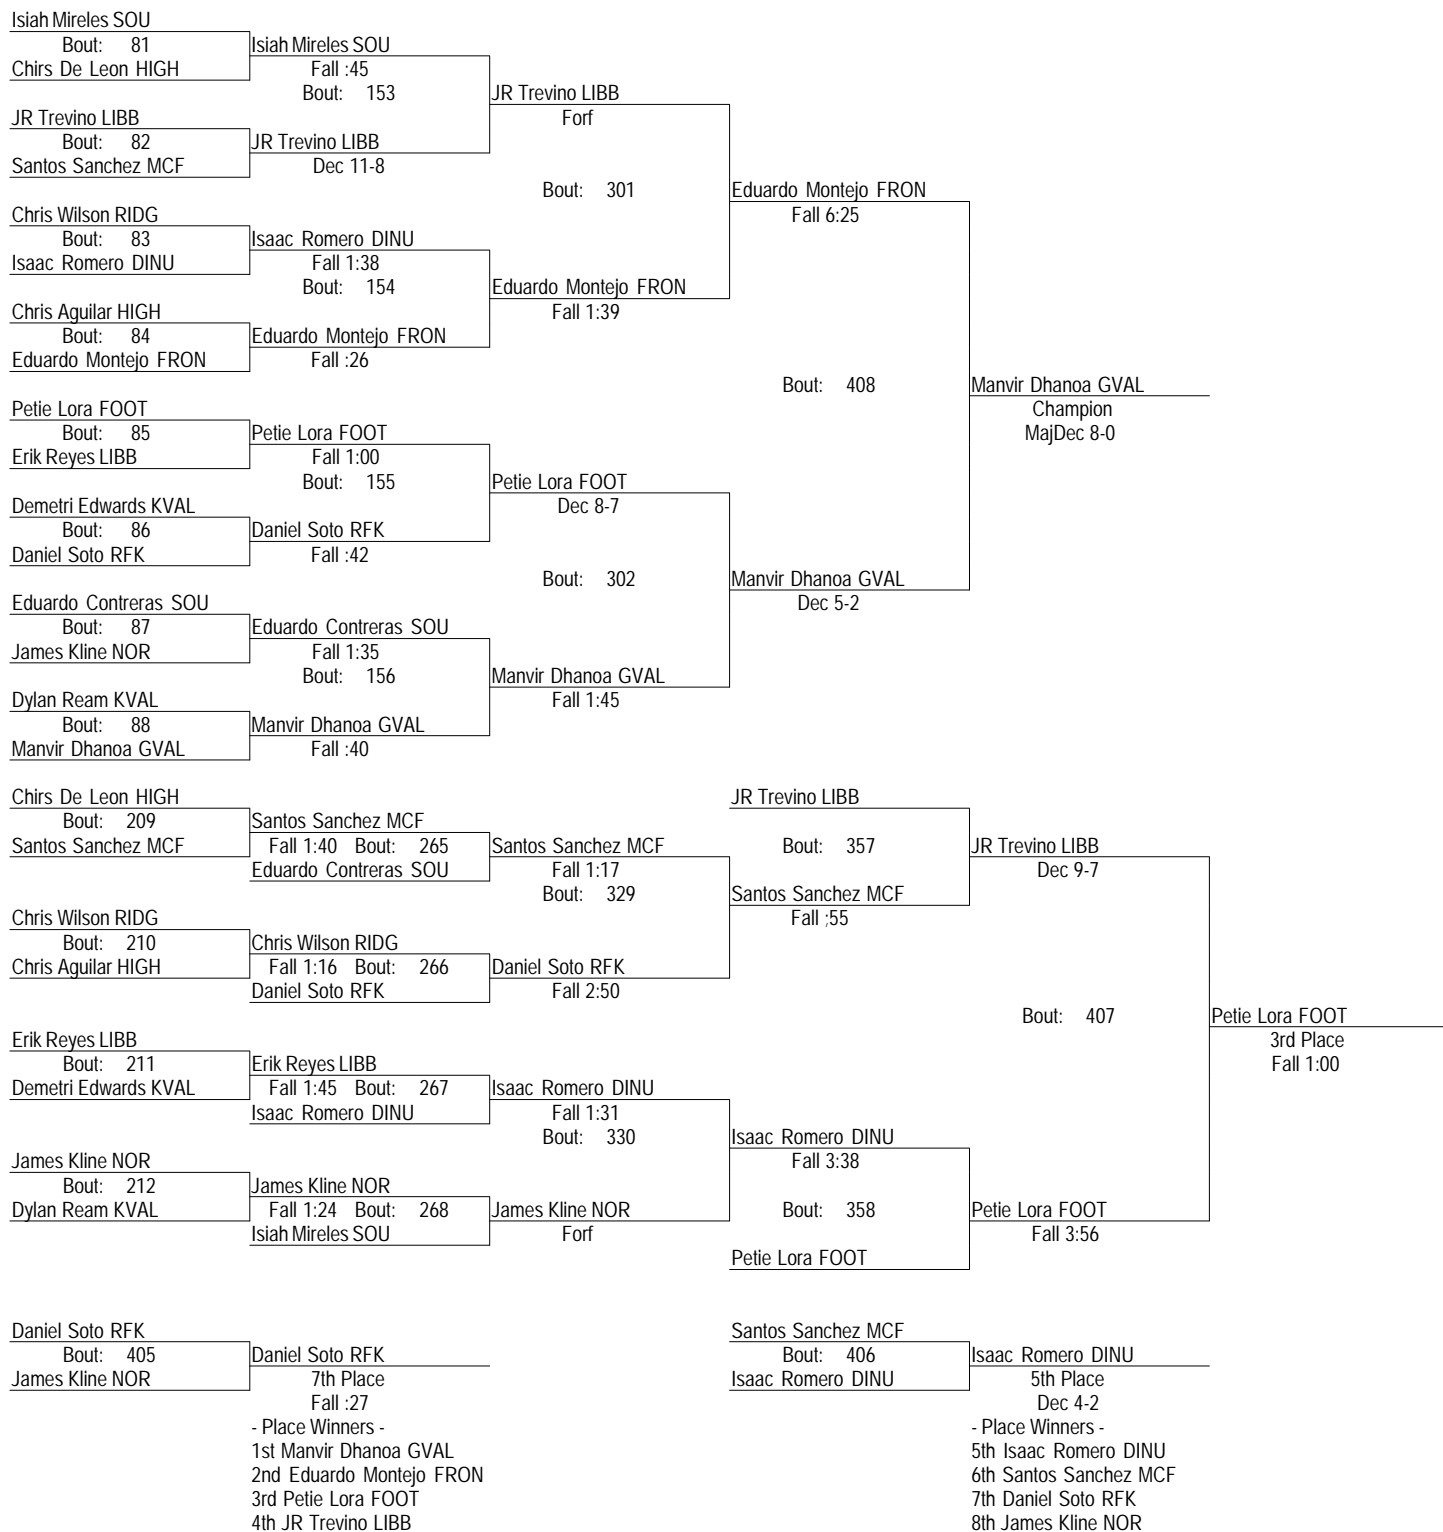 Isiah Mireles SOU
Bout: 81
Chirs De Leon HIGH
JR Trevino LIBB
Bout: 82
Santos Sanchez MCF
Chris Wilson RIDG
Bout: 83
Isaac Romero DINU
Chris Aguilar HIGH
Bout: 84
Eduardo Montejo FRON
Petie Lora FOOT
Bout: 85
Erik Reyes LIBB
Demetri Edwards KVAL
Bout: 86
Daniel Soto RFK
Eduardo Contreras SOU
Bout: 87
James Kline NOR
Dylan Ream KVAL
Bout: 88
Manvir Dhanoa GVAL
Isiah Mireles SOU
Fall :45
Bout: 153
JR Trevino LIBB
Dec 11-8
Isaac Romero DINU
Fall 1:38
Bout: 154
Eduardo Montejo FRON
Fall :26
Petie Lora FOOT
Fall 1:00
Bout: 155
Daniel Soto RFK
Fall :42
Eduardo Contreras SOU
Fall 1:35
Bout: 156
Manvir Dhanoa GVAL
Fall :40
JR Trevino LIBB
Forf
Bout: 301
Eduardo Montejo FRON
Fall 1:39
Petie Lora FOOT
Dec 8-7
Bout: 302
Manvir Dhanoa GVAL
Fall 1:45
Eduardo Montejo FRON
Fall 6:25
Bout: 408
Manvir Dhanoa GVAL
Dec 5-2
Manvir Dhanoa GVAL
Champion
MajDec 8-0
Chirs De Leon HIGH
Bout: 209
Santos Sanchez MCF
Chris Wilson RIDG
Bout: 210
Chris Aguilar HIGH
Erik Reyes LIBB
Bout: 211
Demetri Edwards KVAL
James Kline NOR
Bout: 212
Dylan Ream KVAL
Santos Sanchez MCF
Fall 1:40 Bout: 265
Eduardo Contreras SOU
Chris Wilson RIDG
Fall 1:16 Bout: 266
Daniel Soto RFK
Erik Reyes LIBB
Fall 1:45 Bout: 267
Isaac Romero DINU
James Kline NOR
Fall 1:24 Bout: 268
Isiah Mireles SOU
Santos Sanchez MCF
Fall 1:17
Bout: 329
Daniel Soto RFK
Fall 2:50
Isaac Romero DINU
Fall 1:31
Bout: 330
James Kline NOR
Forf
JR Trevino LIBB
Bout: 357
Santos Sanchez MCF
Fall ;55
Isaac Romero DINU
Fall 3:38
Bout: 358
Petie Lora FOOT
JR Trevino LIBB
Dec 9-7
Bout: 407
Petie Lora FOOT
Fall 3:56
Petie Lora FOOT
3rd Place
Fall 1:00
Daniel Soto RFK
Bout: 405
James Kline NOR
Daniel Soto RFK
7th Place
Fall :27
- Place Winners -
1st Manvir Dhanoa GVAL
2nd Eduardo Montejo FRON
3rd Petie Lora FOOT
4th JR Trevino LIBB
Santos Sanchez MCF
Bout: 406
Isaac Romero DINU
Isaac Romero DINU
5th Place
Dec 4-2
- Place Winners -
5th Isaac Romero DINU
6th Santos Sanchez MCF
7th Daniel Soto RFK
8th James Kline NOR